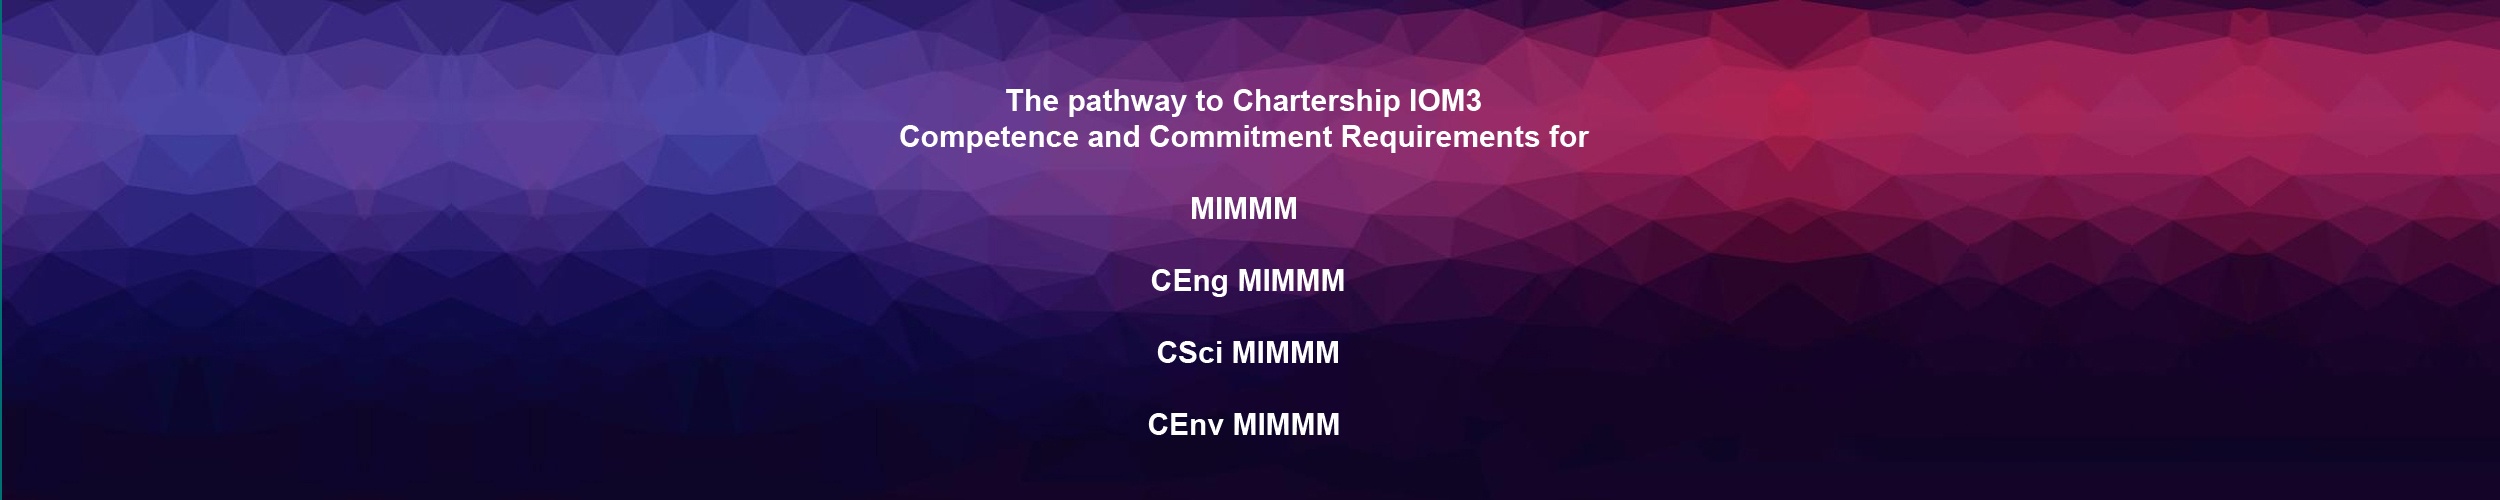 The pathway to Chartership IOM3
Competence and Commitment Requirements for
MIMMM
CEng MIMMM
CSci MIMMM
CEnv MIMMM